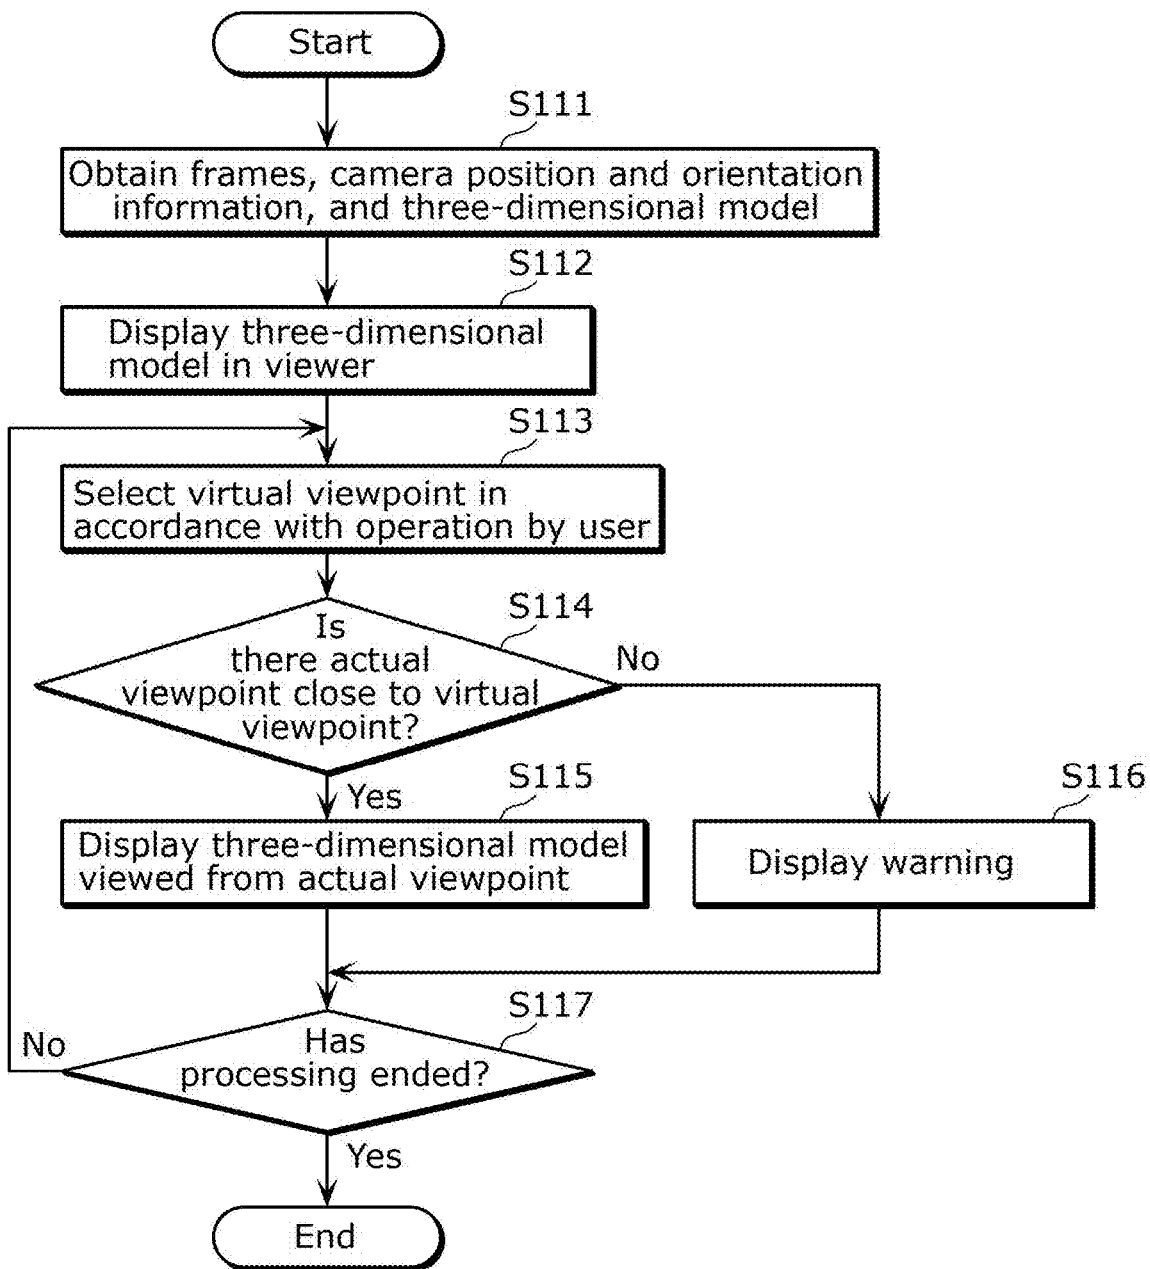 Start
S111
Obtain frames, camera position and orientation
information, and three-dimensional model
S112
Display three-dimensional
model in viewer
S113
Select virtual viewpoint in
accordance with operation by user
S114
Is
there actual
viewpoint close to virtual
viewpoint?
No
Yes
S115
Display three-dimensional model
viewed from actual viewpoint
S116
Display warning
S117
Has
processing ended?
No
Yes
End